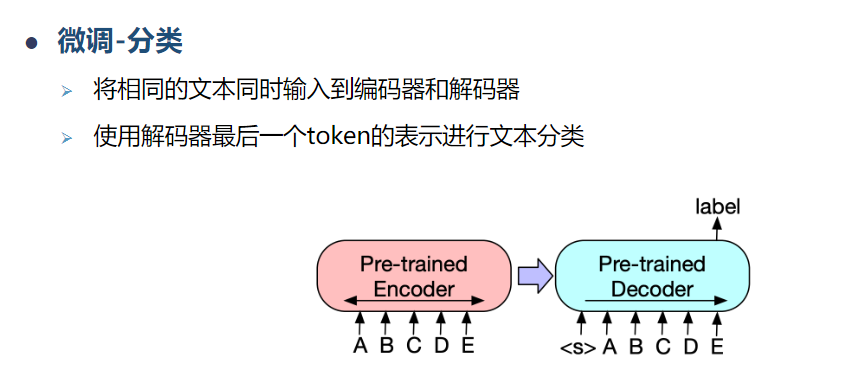 微调-分类
将相同的文本同时输入到编码器和解码器
使用解码器最后一个token的表示进行文本分类
label
Pre-trained
Encoder
Pre-trained
Decoder
A B C D E
<s> A B C D E